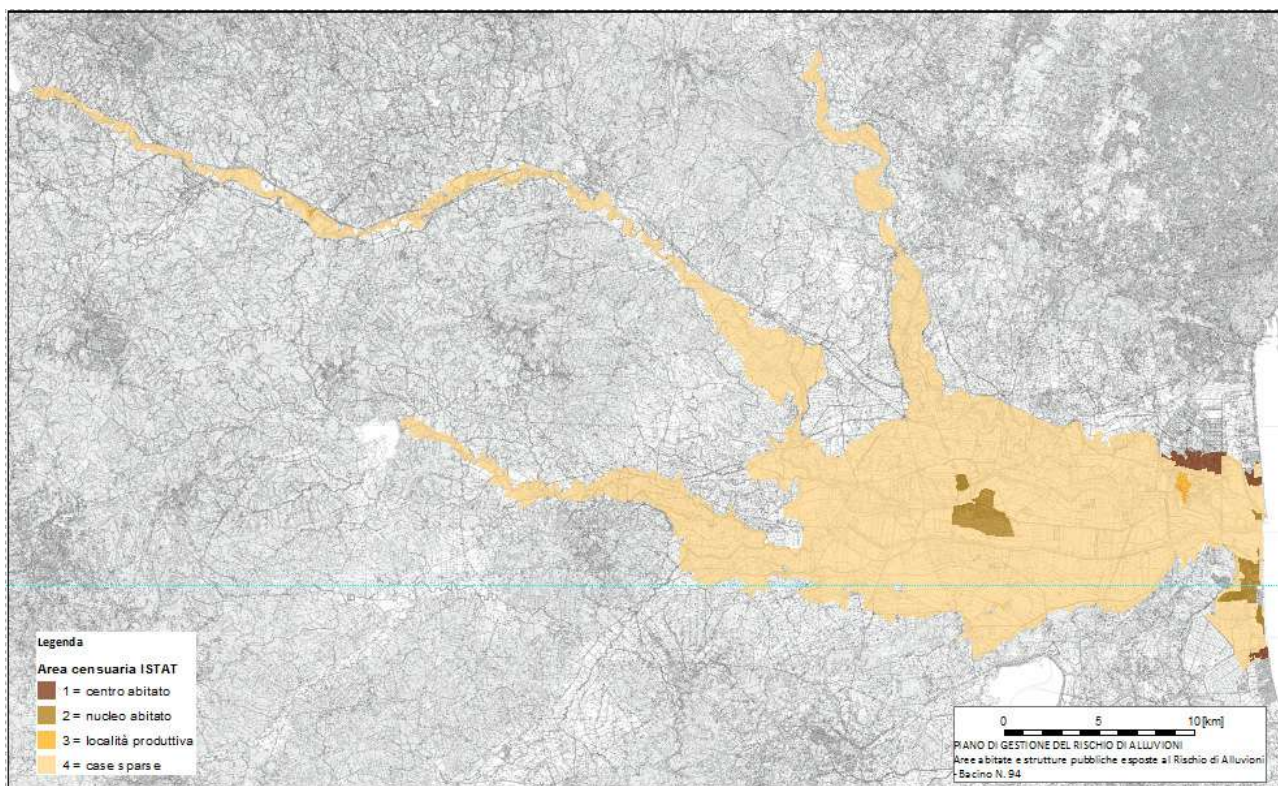 Legenda
Area censuaria ISTAT
1 = centro abitato
2 = nucleo abitato
3 = località produttiva
4 = case sparse
0 5 10 [km]
PIANO DI GESTIONE DEL RISCHIO DI ALLUVIONI
Aree abitate e strutture pubbliche esposte al Rischio di Alluvioni
- Bacino N. 94